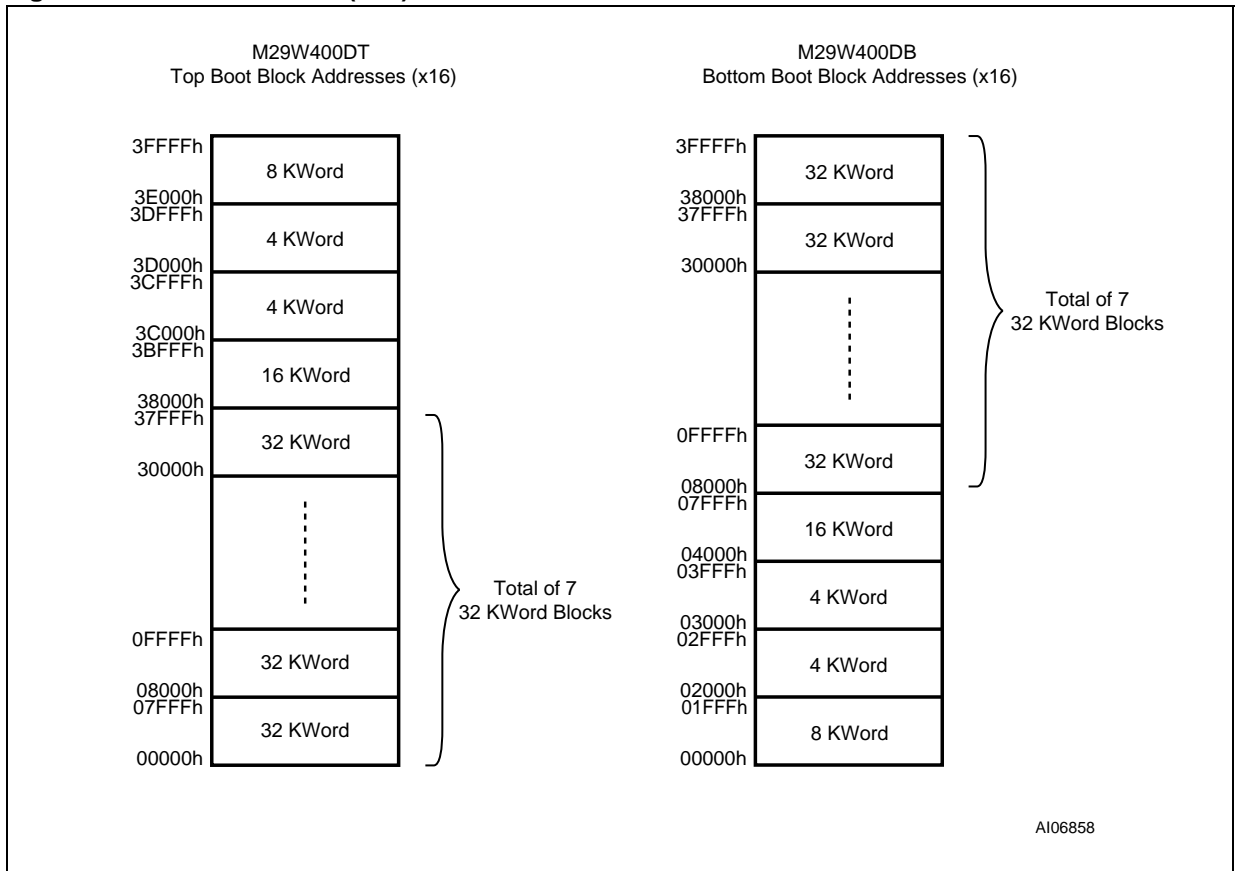 M29W400DT
Top Boot Block Addresses (x16)
3FFFFh
8 KWord
3E000h
3DFFFh
4 KWord
3D000h
3CFFFh
4 KWord
3C000h
3BFFFh
16 KWord
38000h
37FFFh
32 KWord
30000h
Total of 7
32 KWord Blocks
0FFFFh
32 KWord
08000h
07FFFh
32 KWord
00000h
M29W400DB
Bottom Boot Block Addresses (x16)
3FFFFh
32 KWord
38000h
37FFFh
32 KWord
30000h
Total of 7
32 KWord Blocks
0FFFFh
32 KWord
08000h
07FFFh
16 KWord
04000h
03FFFh
4 KWord
03000h
02FFFh
4 KWord
02000h
01FFFh
8 KWord
00000h
AI06858